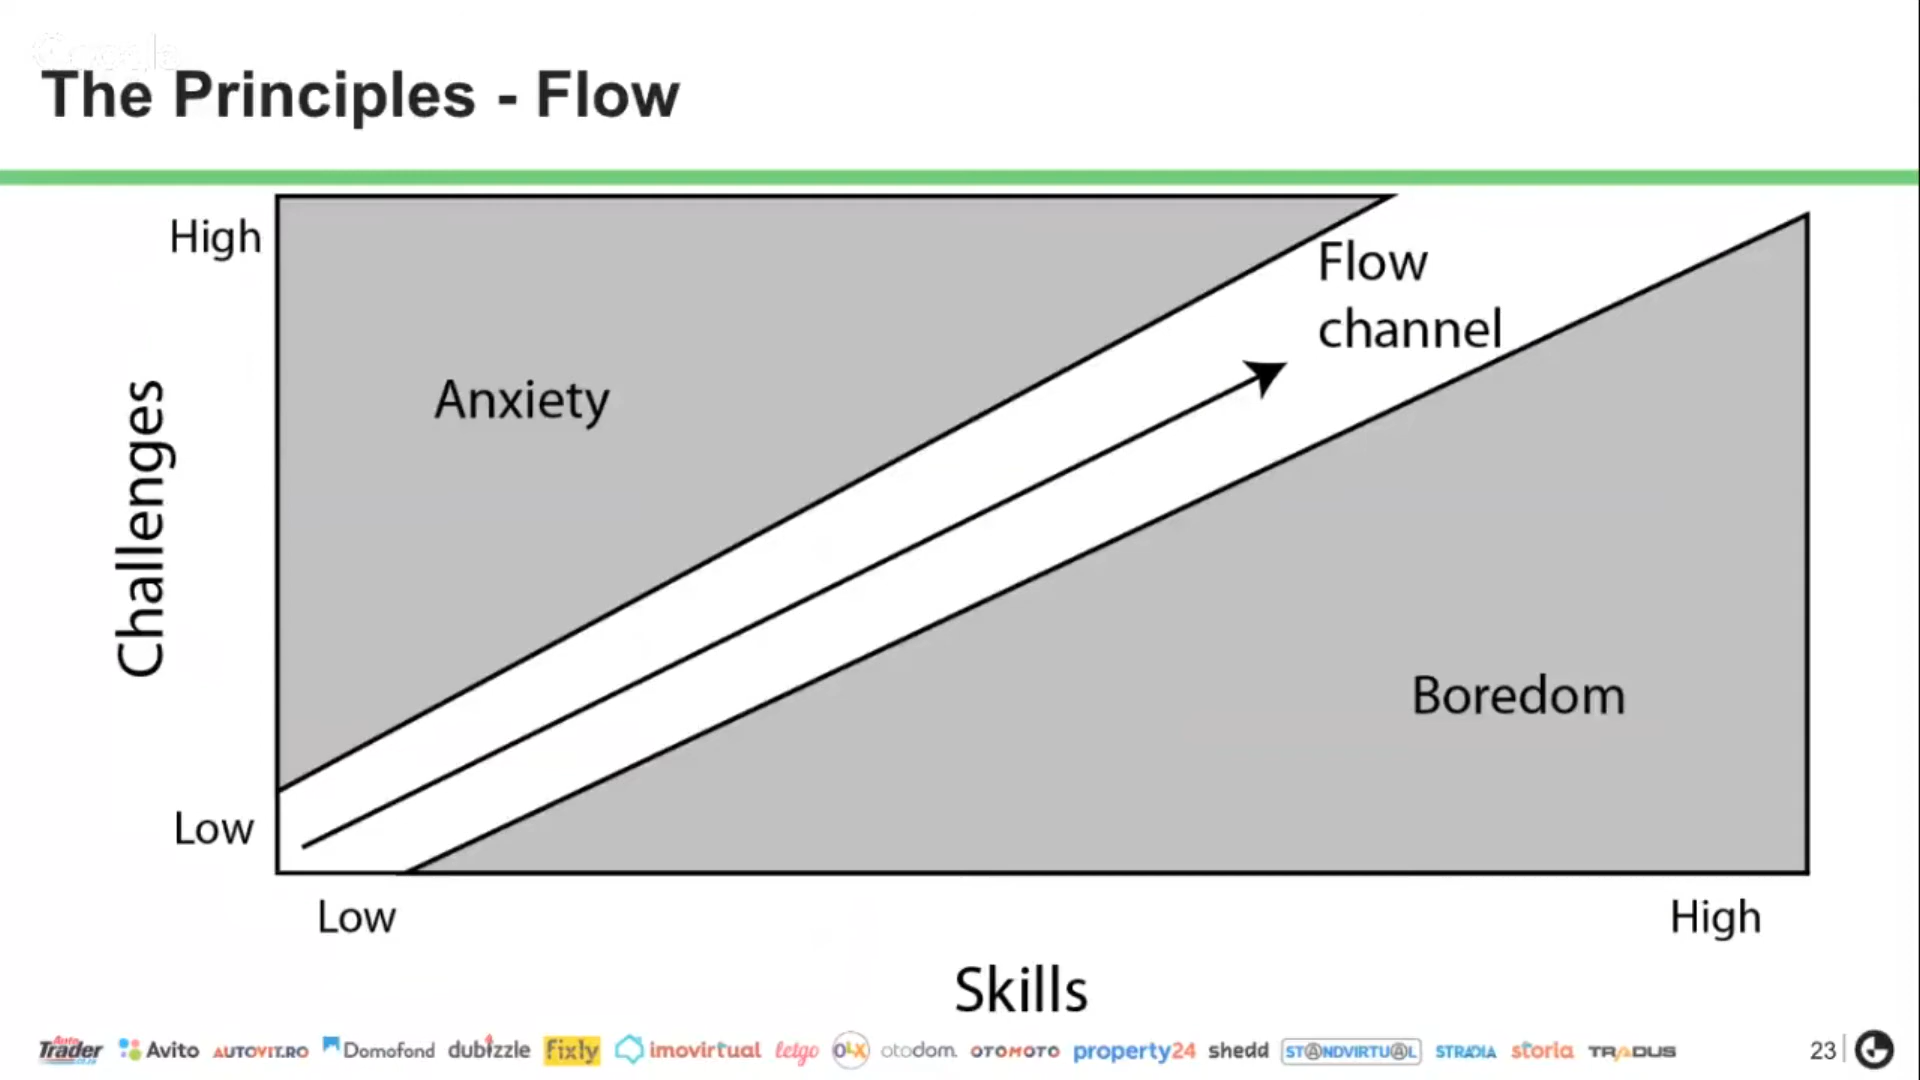 The Principles - Flow
High
Flow
channel
Anxiety
Challenges
Boredom
Low
Low
High
Skills
Auto Trader Avito AUTOVIT.RO Domofond dubizzle fixly imovirtual letgo OLX otodom OTOMOTO property24 shedd STANDVIRTUAL STRADIA storia TRADUS 23